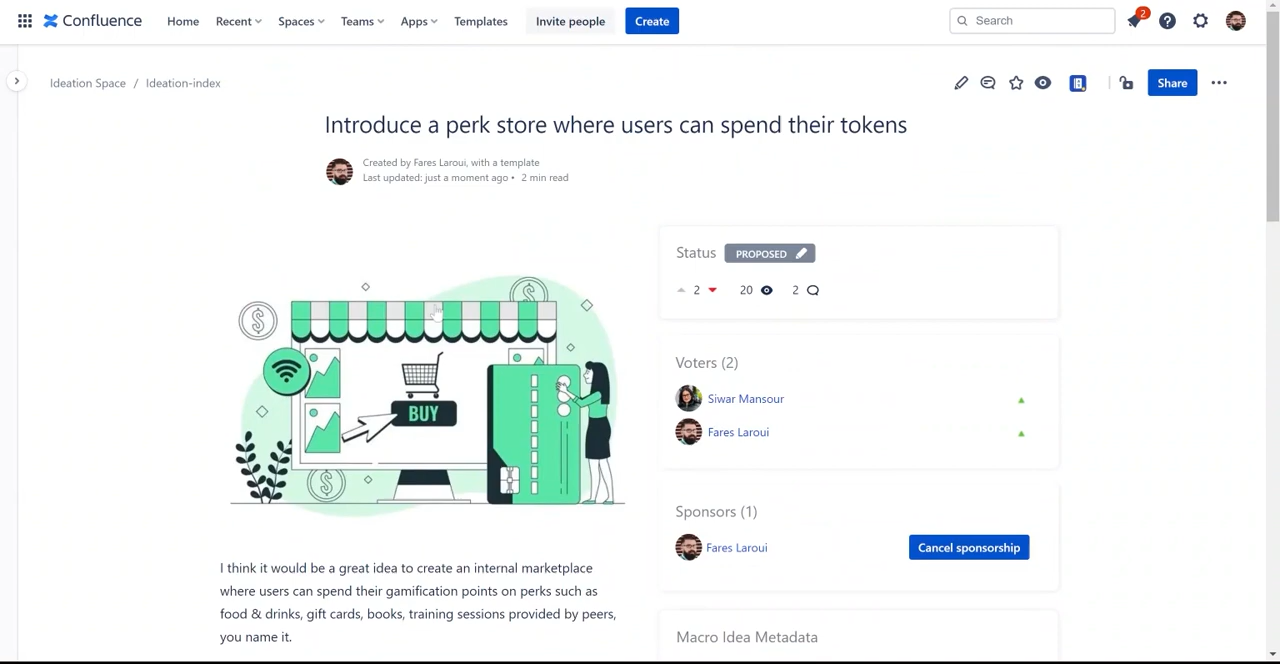 Confluence
Home
Recent
Spaces
Teams
Apps
Templates
Invite people
Create
Search
2
Ideation Space / Ideation-index
Share
Introduce a perk store where users can spend their tokens
Created by Fares Laroui, with a template
Last updated: just a moment ago • 2 min read
Status PROPOSED
2 20 2
Voters (2)
Siwar Mansour
Fares Laroui
Sponsors (1)
Fares Laroui Cancel sponsorship
Macro Idea Metadata
$
$
BUY
$
I think it would be a great idea to create an internal marketplace
where users can spend their gamification points on perks such as
food & drinks, gift cards, books, training sessions provided by peers,
you name it.